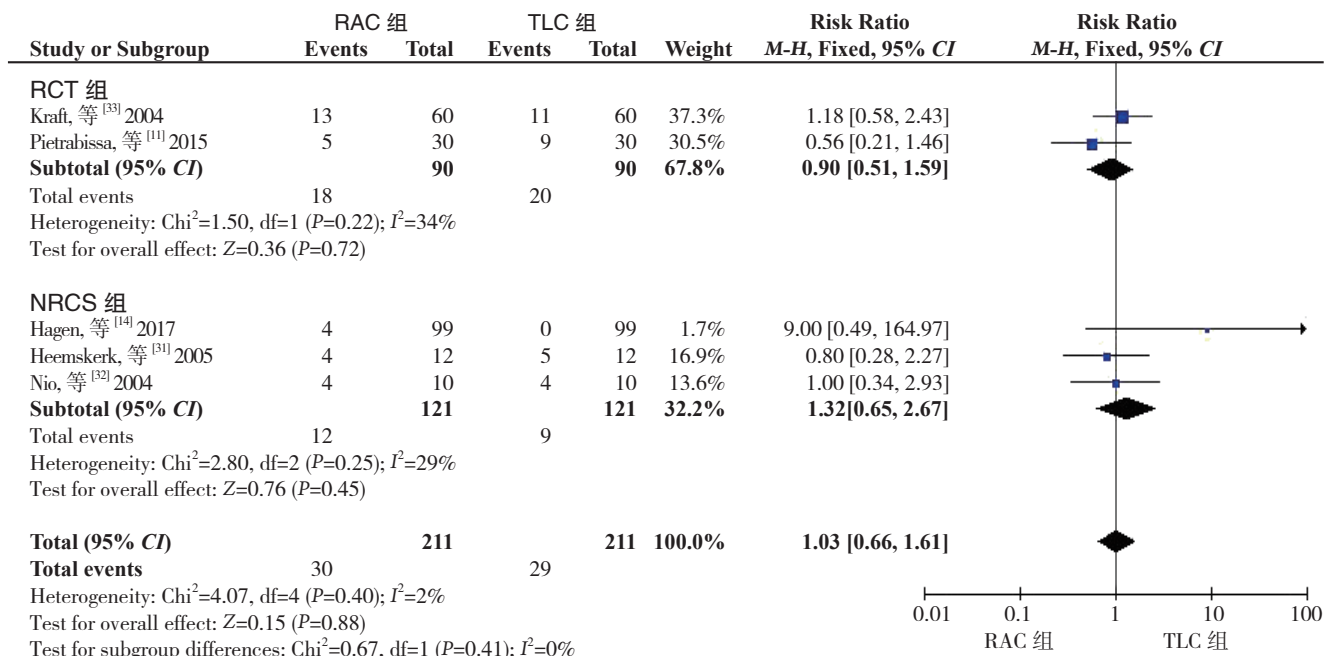 RAC 组 TLC 组 Risk Ratio Risk Ratio
Study or Subgroup Events Total Events Total Weight M-H, Fixed, 95% CI M-H, Fixed, 95% CI
RCT 组
Kraft, 等 [33] 2004 13 60 11 60 37.3% 1.18 [0.58, 2.43]
Pietrabissa, 等 [11] 2015 5 30 9 30 30.5% 0.56 [0.21, 1.46]
Subtotal (95% CI) 90 90 67.8% 0.90 [0.51, 1.59]
Total events 18 20
Heterogeneity: Chi²=1.50, df=1 (P=0.22); I²=34%
Test for overall effect: Z=0.36 (P=0.72)
NRCS 组
Hagen, 等 [14] 2017 4 99 0 99 1.7% 9.00 [0.49, 164.97]
Heemskerk, 等 [31] 2005 4 12 5 12 16.9% 0.80 [0.28, 2.27]
Nio, 等 [32] 2004 4 10 4 10 13.6% 1.00 [0.34, 2.93]
Subtotal (95% CI) 121 121 32.2% 1.32[0.65, 2.67]
Total events 12 9
Heterogeneity: Chi²=2.80, df=2 (P=0.25); I²=29%
Test for overall effect: Z=0.76 (P=0.45)
Total (95% CI) 211 211 100.0% 1.03 [0.66, 1.61]
Total events 30 29
Heterogeneity: Chi²=4.07, df=4 (P=0.40); I²=2%
Test for overall effect: Z=0.15 (P=0.88)
Test for subgroup differences: Chi²=0.67, df=1 (P=0.41); I²=0%
0.01 0.1 1 10 100
RAC 组 TLC 组